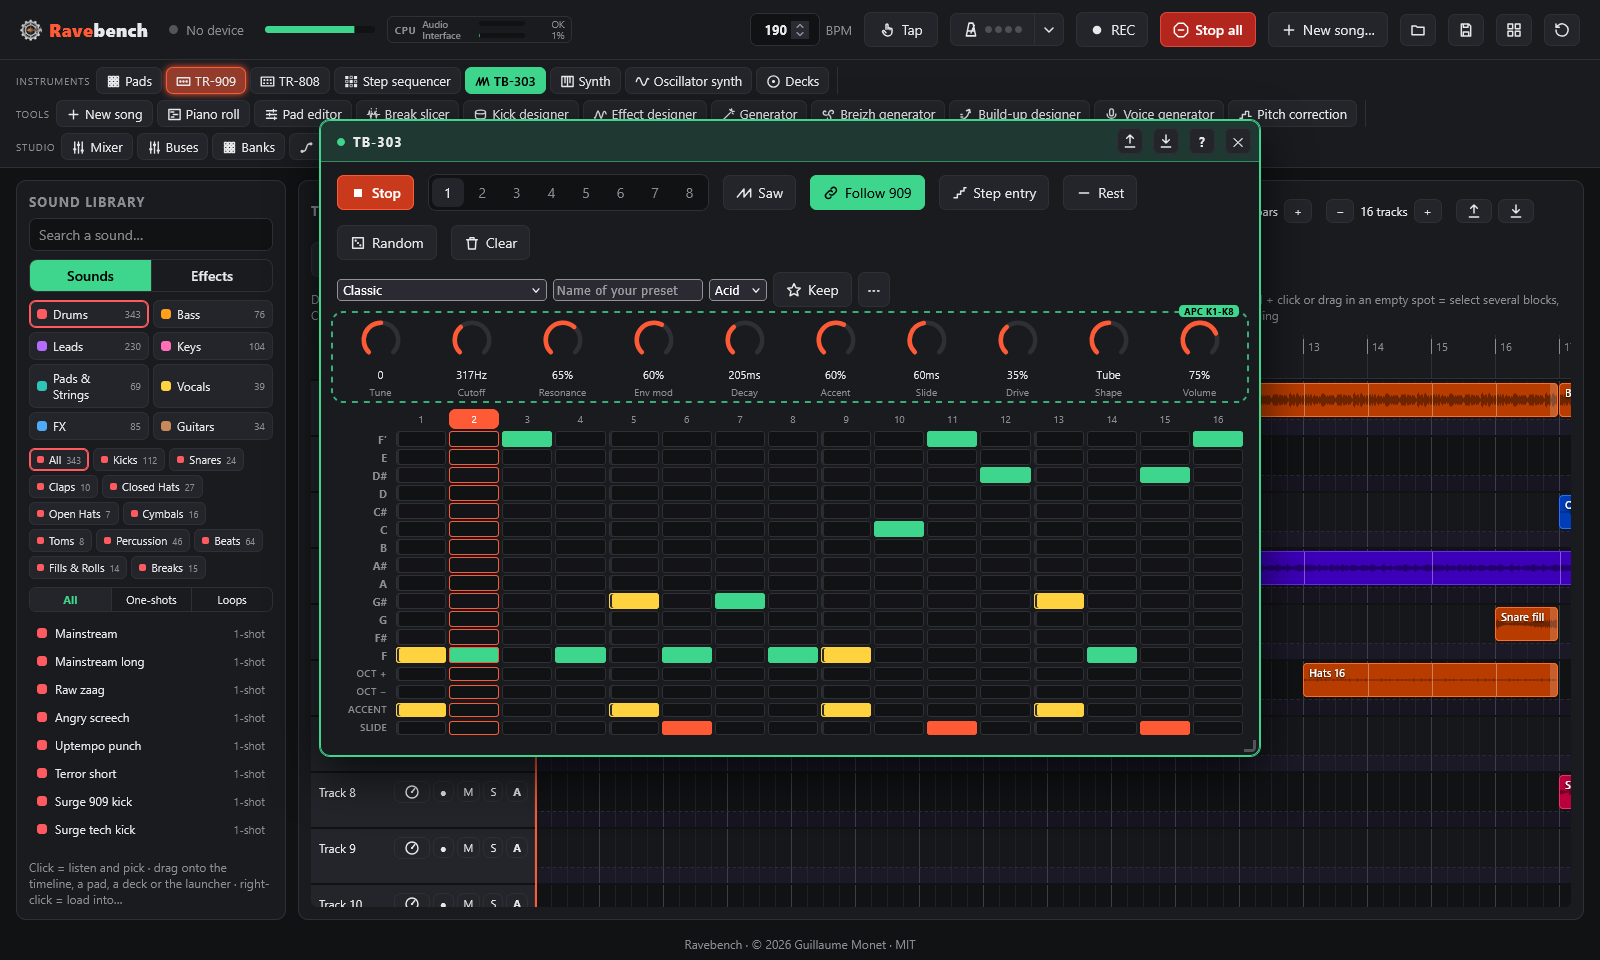 Ravebench No device CPU Audio Interface OK 1% 190 BPM Tap REC Stop all New song...
INSTRUMENTS Pads TR-909 TR-808 Step sequencer TB-303 Synth Oscillator synth Decks
TOOLS New song Piano roll Pad editor Break slicer Kick designer Effect designer Generator Breizh generator Build-up designer Voice generator Pitch correction
STUDIO Mixer Buses Banks
TB-303 ?
Stop 1 2 3 4 5 6 7 8 Saw Follow 909 Step entry Rest
Random Clear
Classic Name of your preset Acid Keep ...
APC K1-K8
0 317Hz 65% 60% 205ms 60% 60ms 35% Tube 75%
Tune Cutoff Resonance Env mod Decay Accent Slide Drive Shape Volume
1 2 3 4 5 6 7 8 9 10 11 12 13 14 15 16
F'
E
D#
D
C#
C
B
A#
A
G#
G
F#
F
OCT +
OCT −
ACCENT
SLIDE
SOUND LIBRARY
Search a sound...
Sounds Effects
Drums 343 Bass 76
Leads 230 Keys 104
Pads & Strings 69 Vocals 39
FX 85 Guitars 34
All 343 Kicks 112 Snares 24
Claps 10 Closed Hats 27
Open Hats 7 Cymbals 16
Toms 8 Percussion 46 Beats 64
Fills & Rolls 14 Breaks 15
All One-shots Loops
Mainstream 1-shot
Mainstream long 1-shot
Raw zaag 1-shot
Angry screech 1-shot
Uptempo punch 1-shot
Terror short 1-shot
Surge 909 kick 1-shot
Surge tech kick 1-shot
Click = listen and pick · drag onto the
timeline, a pad, a deck or the launcher · right-
click = load into...
ars + − 16 tracks +
+ click or drag in an empty spot = select several blocks,
ing
13 14 15 16
Snare fill
Hats 16
Track 8 M S A
Track 9 M S A
Track 10 M S A
Ravebench · © 2026 Guillaume Monet · MIT